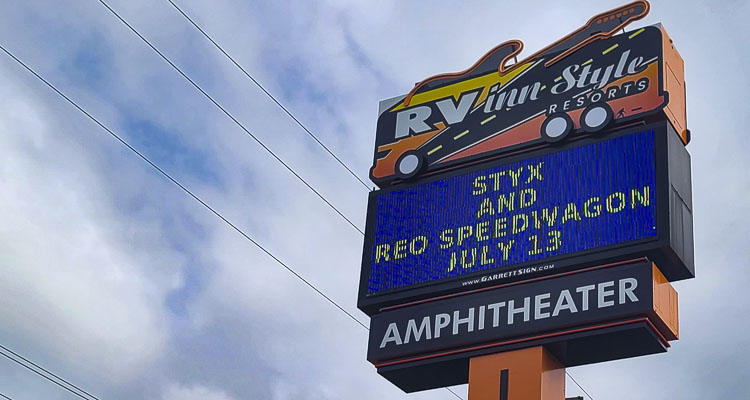 RV inn Style
RESORTS
STYX
AND
REO SPEEDWAGON
JULY 13
WWW.GARRETTSIGN.COM
AMPHITHEATER